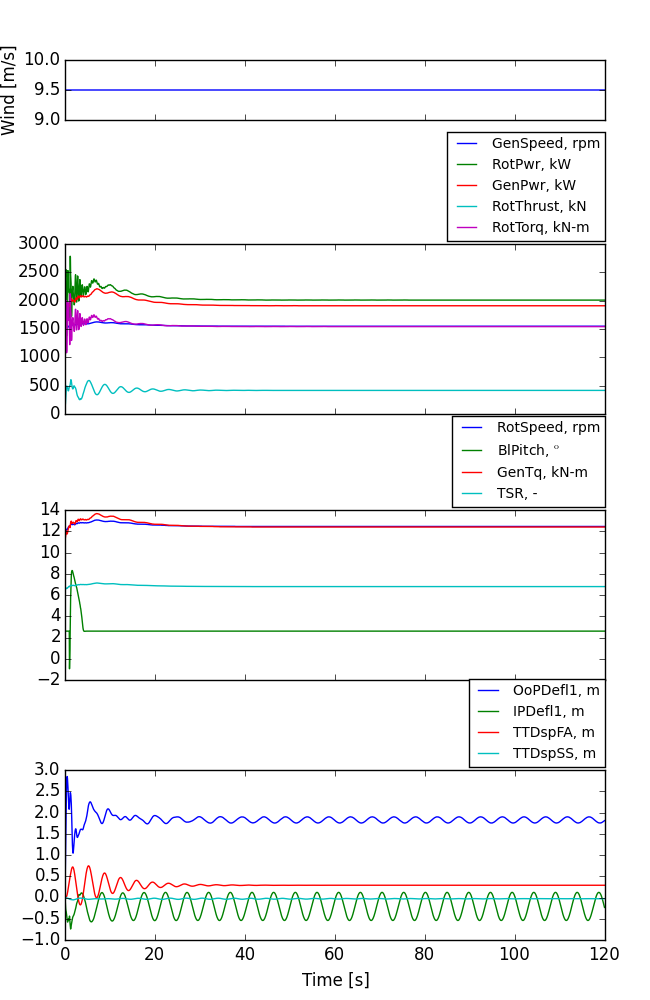 Wind [m/s]
10.0
9.5
9.0
GenSpeed, rpm
RotPwr, kW
GenPwr, kW
RotThrust, kN
RotTorq, kN-m
3000
2500
2000
1500
1000
500
0
RotSpeed, rpm
BlPitch, °
GenTq, kN-m
TSR, -
14
12
10
8
6
4
2
0
−2
OoPDefl1, m
IPDefl1, m
TTDspFA, m
TTDspSS, m
3.0
2.5
2.0
1.5
1.0
0.5
0.0
−0.5
−1.0
0 20 40 60 80 100 120
Time [s]